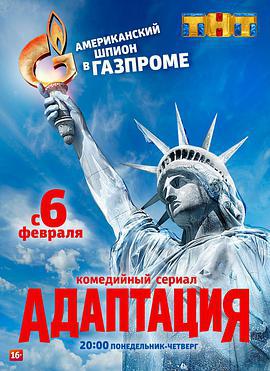 ТНТ
АМЕРИКАНСКИЙ
ШПИОН
В ГАЗПРОМЕ
с 6
февраля
комедийный сериал
АДАПТАЦИЯ
20:00 ПОНЕДЕЛЬНИК-ЧЕТВЕРГ
16+